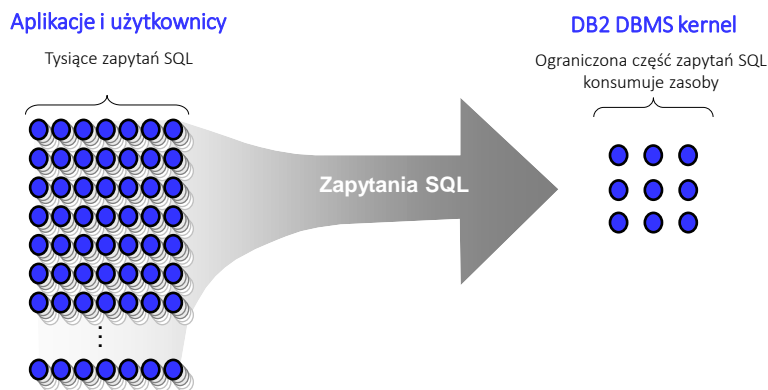 Aplikacje i użytkownicy
Tysiące zapytań SQL
DB2 DBMS kernel
Ograniczona część zapytań SQL
konsumuje zasoby
Zapytania SQL